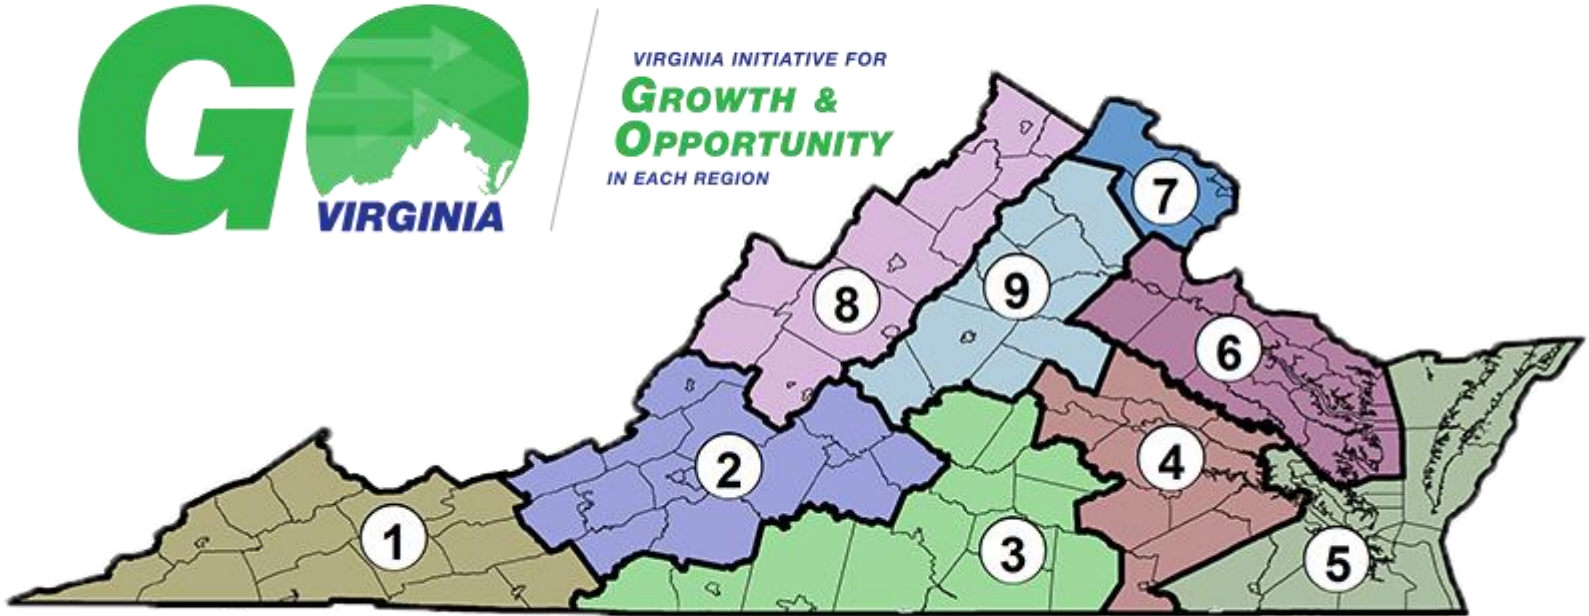 GO
VIRGINIA
VIRGINIA INITIATIVE FOR
GROWTH &
OPPORTUNITY
IN EACH REGION
7
8
9
6
2
4
1
3
5